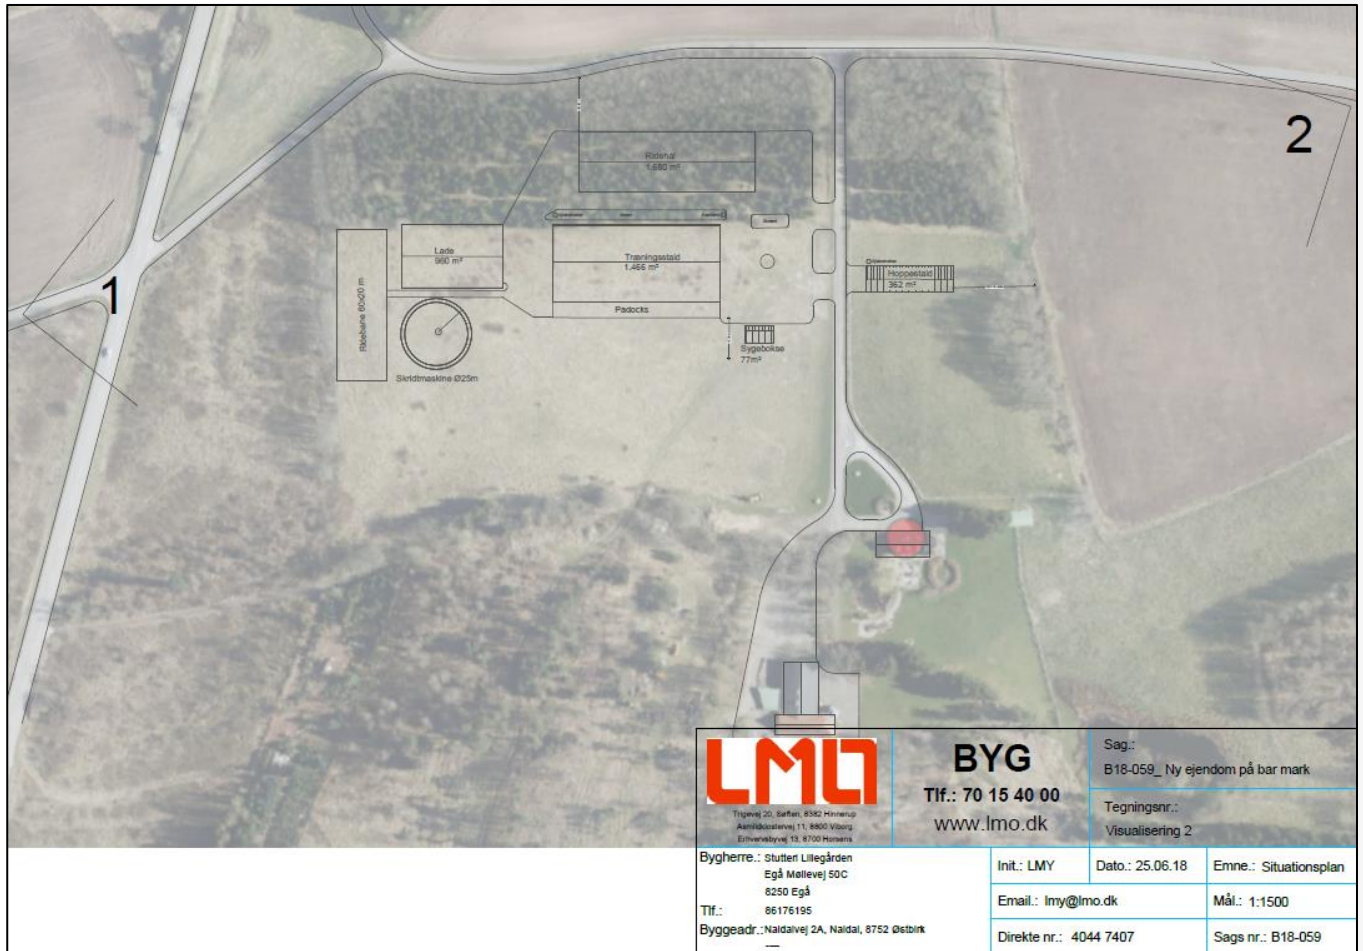 2
1
Ridehal
1.680 m²
Lade
960 m²
Træningsstald
1.466 m²
Hoppestald
362 m²
Ridebane 60x20 m
Padocks
Sygebokse
77m²
Skridtmaskine Ø25m
LMO
Trigevej 20, Søften, 8382 Hinnerup
Asmildklostervej 11, 8800 Viborg
Erhvervsbyvej 13, 8700 Horsens
BYG
Tlf.: 70 15 40 00
www.lmo.dk
Sag.:
B18-059_ Ny ejendom på bar mark
Tegningsnr.:
Visualisering 2
Bygherre.: Stutteri Lillegården
Egå Møllevej 50C
8250 Egå
Tlf.: 86176195
Byggeadr.: Naldalvej 2A, Naldal, 8752 Østbirk
---
Init.: LMY
Dato.: 25.06.18
Emne.: Situationsplan
Email.: lmy@lmo.dk
Mål.: 1:1500
Direkte nr.: 4044 7407
Sags nr.: B18-059